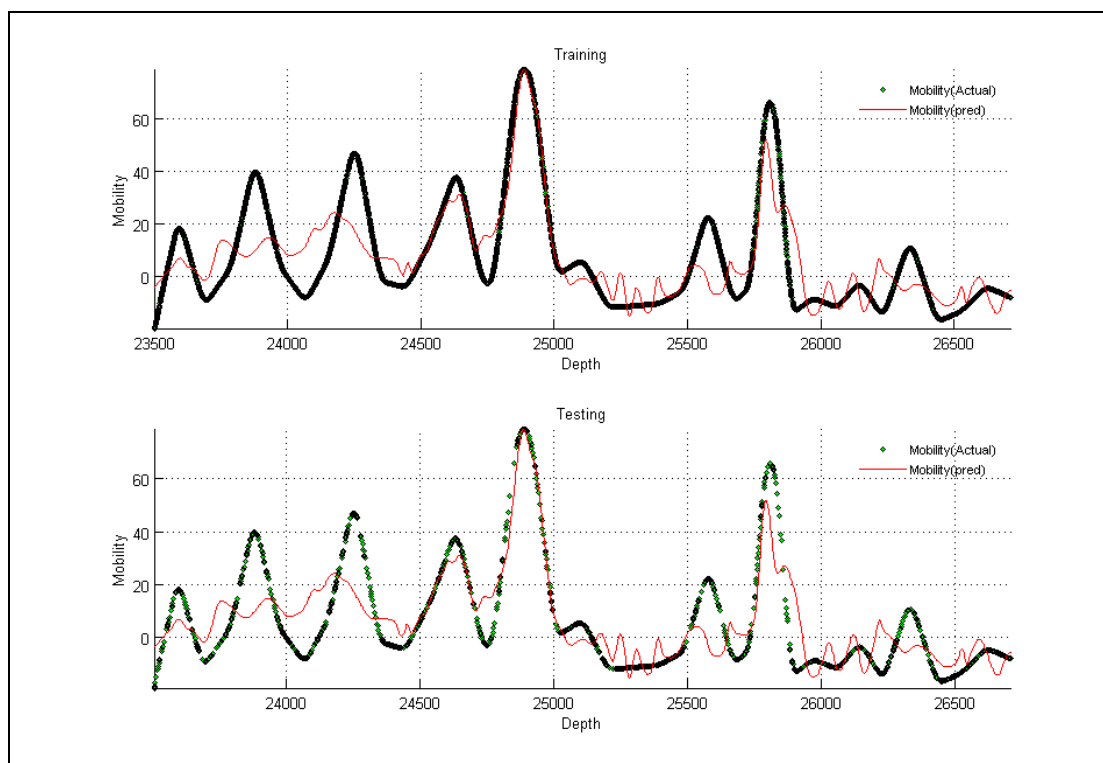 Training
Mobility(Actual)
Mobility(pred)
Mobility
60
40
20
0
23500 24000 24500 25000 25500 26000 26500
Depth
Testing
Mobility(Actual)
Mobility(pred)
Mobility
60
40
20
0
24000 24500 25000 25500 26000 26500
Depth